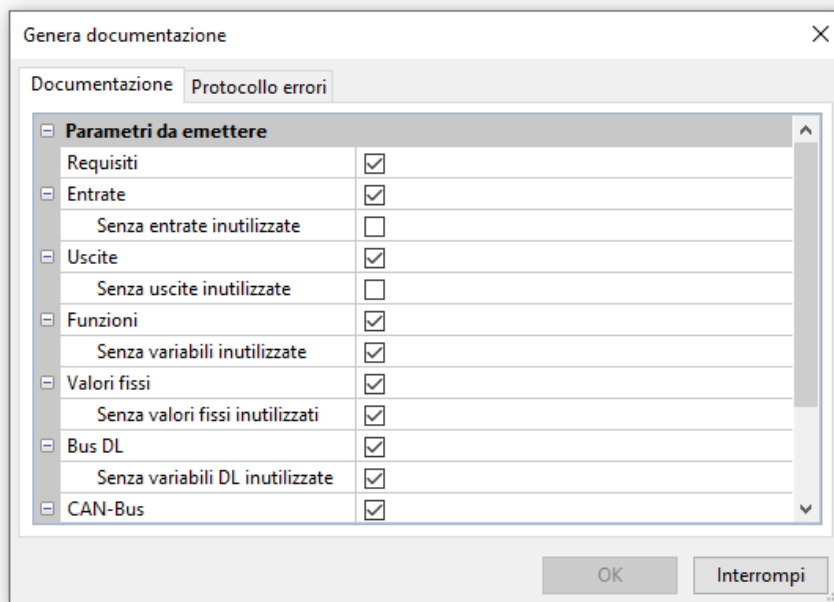 Genera documentazione
Documentazione
Protocollo errori
Parametri da emettere
Requisiti
Entrate
Senza entrate inutilizzate
Uscite
Senza uscite inutilizzate
Funzioni
Senza variabili inutilizzate
Valori fissi
Senza valori fissi inutilizzati
Bus DL
Senza variabili DL inutilizzate
CAN-Bus
OK
Interrompi